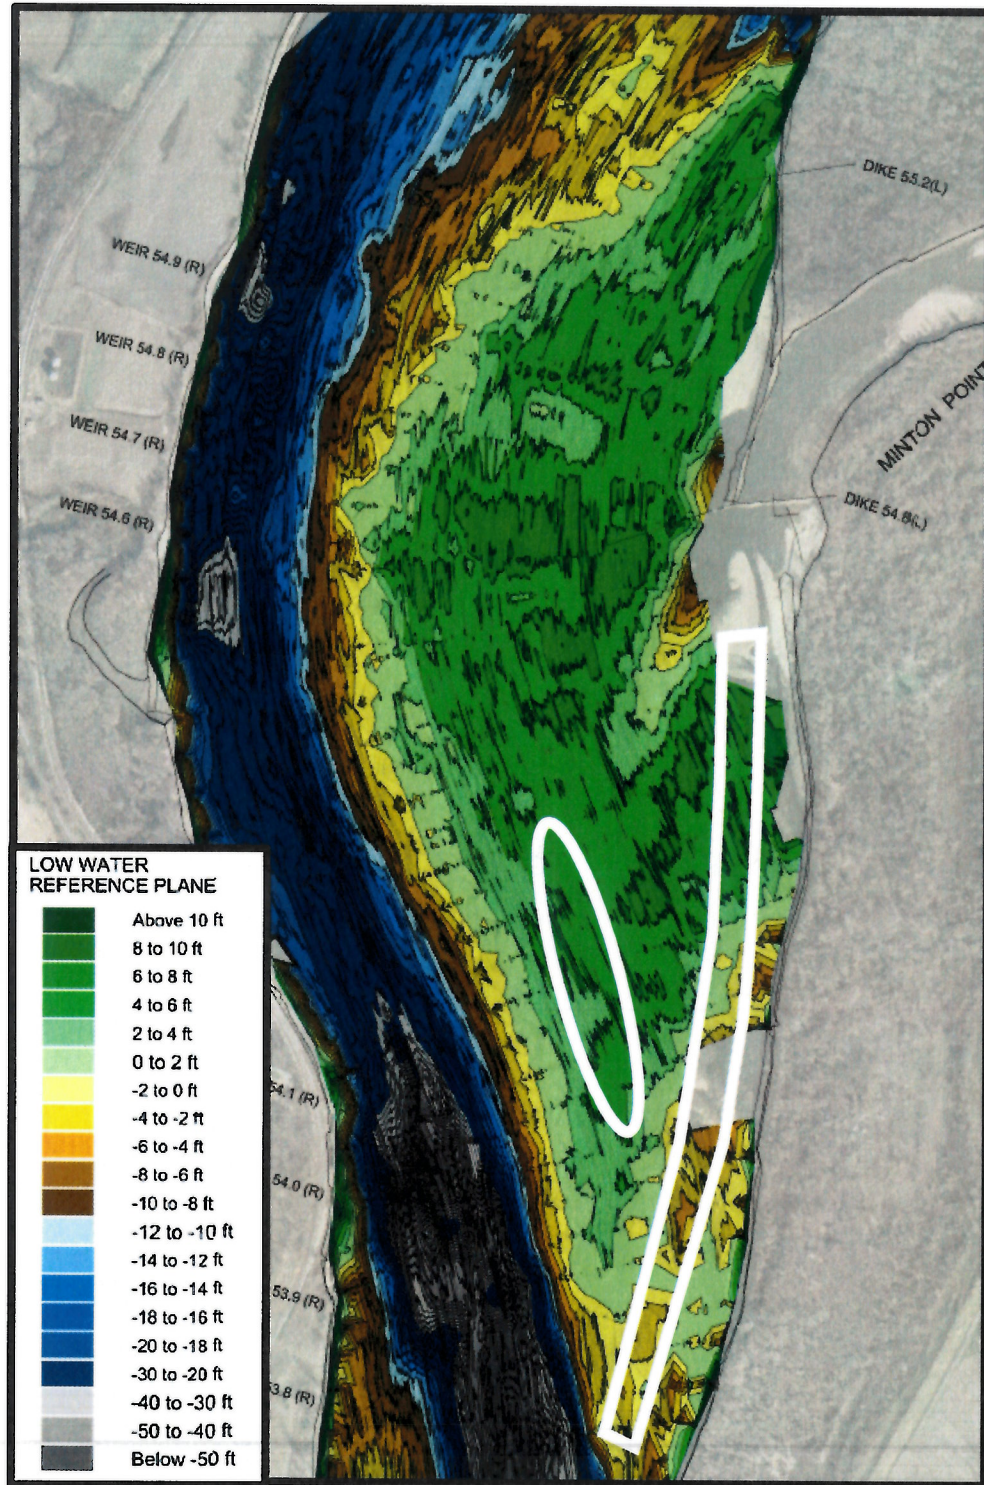 DIKE 55.2(L)
WEIR 54.9 (R)
WEIR 54.8 (R)
MINTON POINT
WEIR 54.7 (R)
DIKE 54.8(L)
WEIR 54.6 (R)
LOW WATER
REFERENCE PLANE
Above 10 ft
8 to 10 ft
6 to 8 ft
4 to 6 ft
2 to 4 ft
0 to 2 ft
-2 to 0 ft
-4 to -2 ft
-6 to -4 ft
-8 to -6 ft
-10 to -8 ft
-12 to -10 ft
-14 to -12 ft
-16 to -14 ft
-18 to -16 ft
-20 to -18 ft
-30 to -20 ft
-40 to -30 ft
-50 to -40 ft
Below -50 ft
54.1 (R)
54.0 (R)
53.9 (R)
53.8 (R)